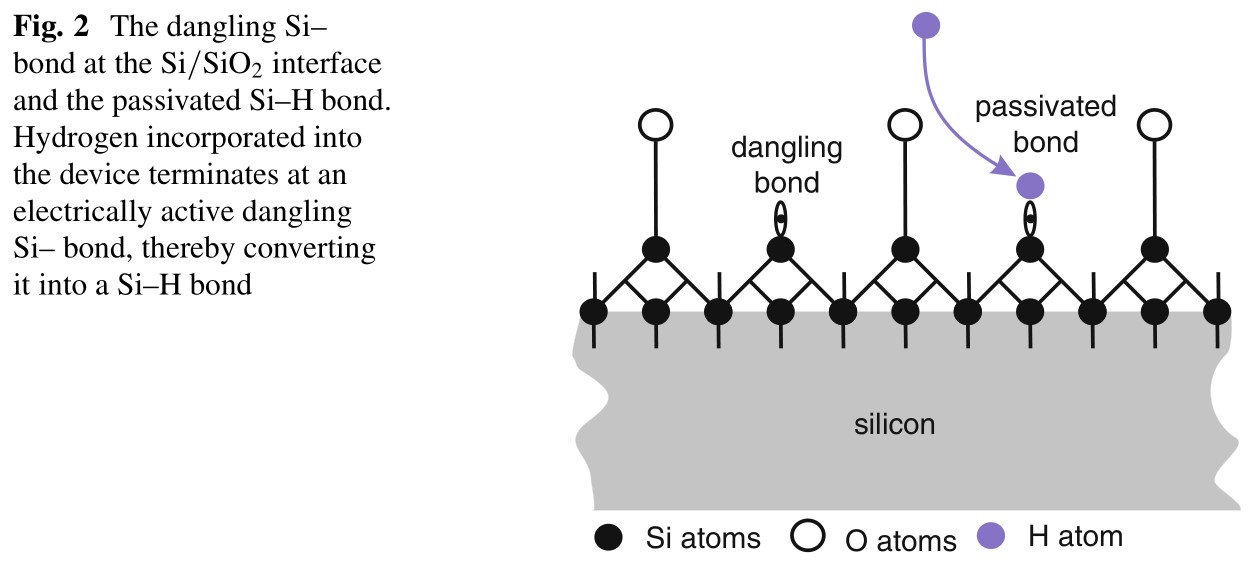 Fig. 2 The dangling Si–
bond at the Si/SiO₂ interface
and the passivated Si–H bond.
Hydrogen incorporated into
the device terminates at an
electrically active dangling
Si– bond, thereby converting
it into a Si–H bond
passivated
bond
dangling
bond
silicon
Si atoms O atoms H atom